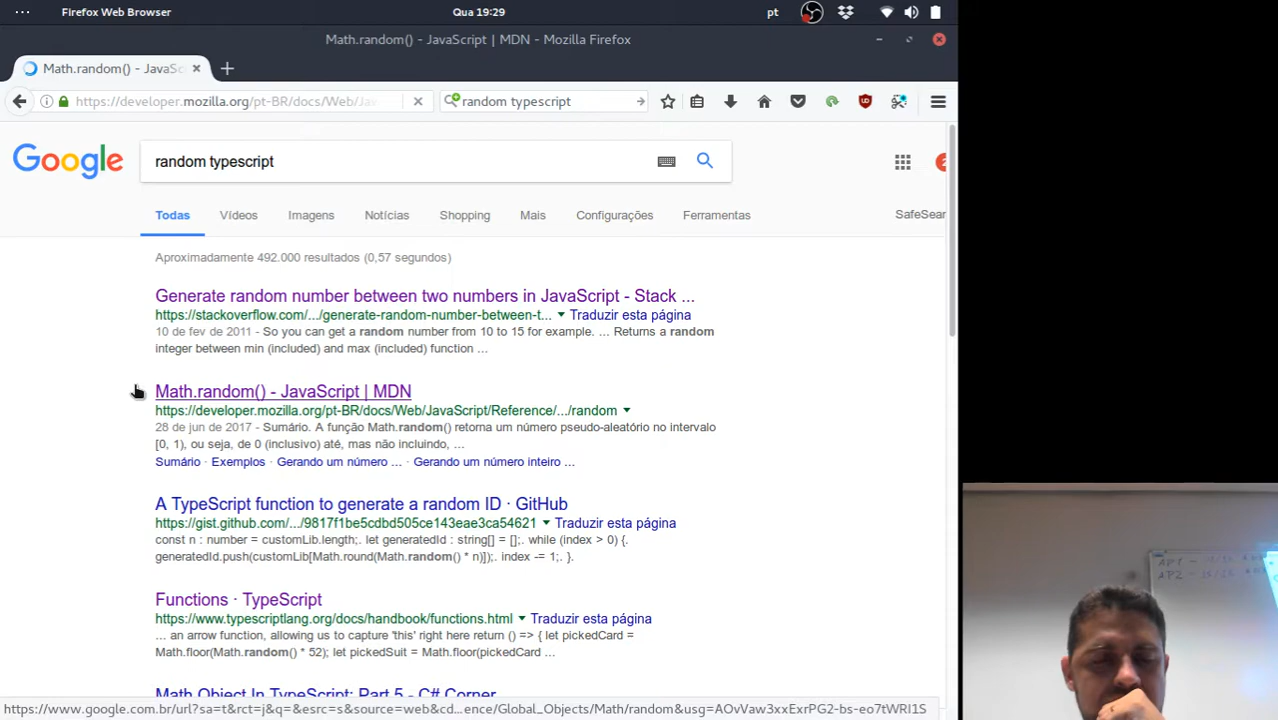 Firefox Web Browser
Qua 19:29
pt
Math.random() - JavaScript | MDN - Mozilla Firefox
Math.random() - JavaSc
https://developer.mozilla.org/pt-BR/docs/Web/Jav
random typescript
Google
random typescript
Todas
Vídeos
Imagens
Notícias
Shopping
Mais
Configurações
Ferramentas
SafeSear
Aproximadamente 492.000 resultados (0,57 segundos)
Generate random number between two numbers in JavaScript - Stack ...
https://stackoverflow.com/.../generate-random-number-between-t... Traduzir esta página
10 de fev de 2011 - So you can get a random number from 10 to 15 for example. ... Returns a random
integer between min (included) and max (included) function ...
Math.random() - JavaScript | MDN
https://developer.mozilla.org/pt-BR/docs/Web/JavaScript/Reference/.../random
28 de jun de 2017 - Sumário. A função Math.random() retorna um número pseudo-aleatório no intervalo
[0, 1), ou seja, de 0 (inclusivo) até, mas não incluindo, ...
Sumário · Exemplos · Gerando um número ... · Gerando um número inteiro ...
A TypeScript function to generate a random ID · GitHub
https://gist.github.com/.../9817f1be5cdbd505ce143eae3ca54621 Traduzir esta página
const n : number = customLib.length;. let generatedId : string[] = [];. while (index > 0) {.
generatedId.push(customLib[Math.round(Math.random() * n)]);. index -= 1;. }.
Functions · TypeScript
https://www.typescriptlang.org/docs/handbook/functions.html Traduzir esta página
... an arrow function, allowing us to capture 'this' right here return () => { let pickedCard =
Math.floor(Math.random() * 52); let pickedSuit = Math.floor(pickedCard ...
Math Object In TypeScript: Part 5 - C# Corner
https://www.google.com.br/url?sa=t&rct=j&q=&esrc=s&source=web&cd...ence/Global_Objects/Math/random&usg=AOvVaw3xxExrPG2-bs-eo7tWRI1S